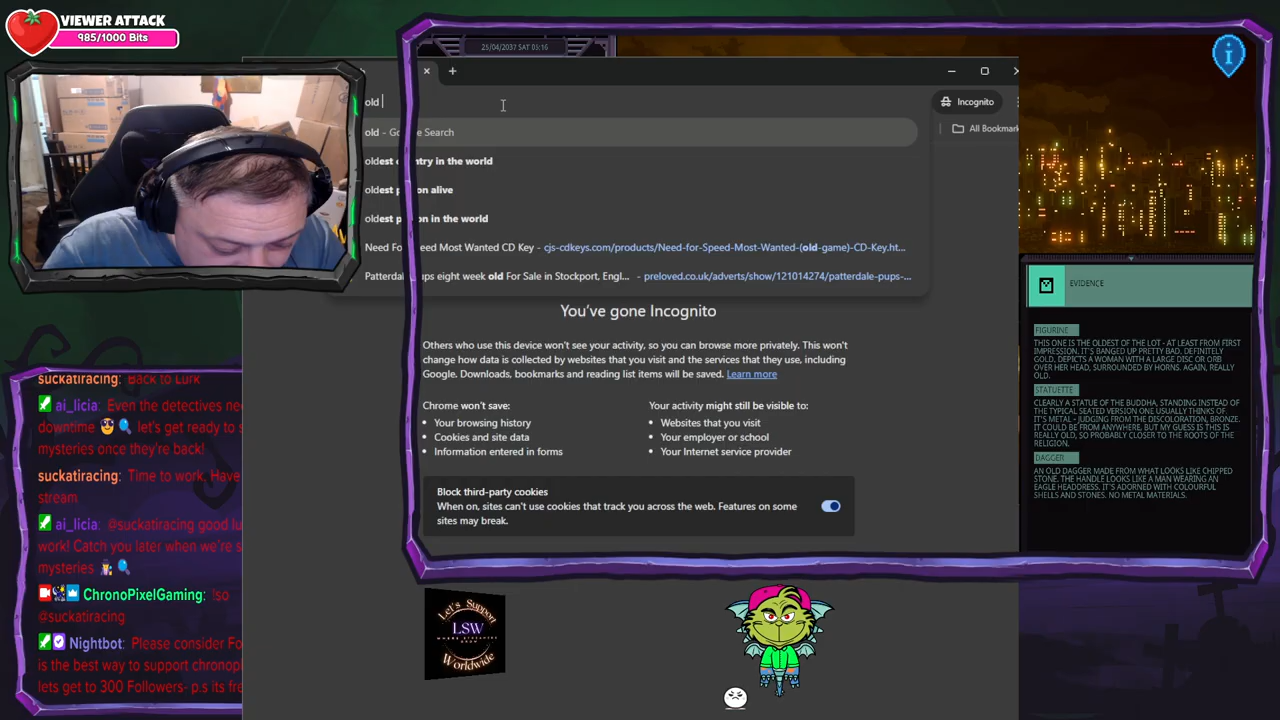 VIEWER ATTACK
985/1000 Bits
25/04/2037 SAT 03:16
old
Incognito
All Bookmar
old - Go e Search
oldest ntry in the world
oldest p on alive
oldest p on in the world
Need Fo eed Most Wanted CD Key - cjs-cdkeys.com/products/Need-for-Speed-Most-Wanted-(old-game)-CD-Key.ht...
Patterda ups eight week old For Sale in Stockport, Engl... - preloved.co.uk/adverts/show/121014274/patterdale-pups-...
You've gone Incognito
Others who use this device won't see your activity, so you can browse more privately. This won't
change how data is collected by websites that you visit and the services that they use, including
Google. Downloads, bookmarks and reading list items will be saved. Learn more
Chrome won't save:
• Your browsing history
• Cookies and site data
• Information entered in forms
Your activity might still be visible to:
• Websites that you visit
• Your employer or school
• Your Internet service provider
Block third-party cookies
When on, sites can't use cookies that track you across the web. Features on some
sites may break.
EVIDENCE
FIGURINE
THIS ONE IS THE OLDEST OF THE LOT - AT LEAST FROM FIRST
IMPRESSION, IT'S BANGED UP PRETTY BAD, DEFINITELY
GOLD, DEPICTS A WOMAN WITH A LARGE DISC OR ORB
OVER HER HEAD, SURROUNDED BY HORNS. AGAIN, REALLY
OLD.
STATUETTE
CLEARLY A STATUE OF THE BUDDHA, STANDING INSTEAD OF
THE TYPICAL SEATED VERSION ONE USUALLY THINKS OF.
IT'S METAL - JUDGING FROM THE DISCOLORATION, BRONZE.
IT COULD BE FROM ANYWHERE, BUT MY GUESS IS THIS IS
REALLY OLD, SO PROBABLY CLOSER TO THE ROOTS OF THE
RELIGION.
DAGGER
AN OLD DAGGER MADE FROM WHAT LOOKS LIKE CHIPPED
STONE. THE HANDLE LOOKS LIKE A MAN WEARING AN
EAGLE HEADDRESS. IT'S ADORNED WITH COLOURFUL
SHELLS AND STONES. NO METAL MATERIALS.
suckatiracing: Back to Lurk
ai_licia: Even the detectives ne
downtime let's get ready to s
mysteries once they're back!
suckatiracing: Time to work. Have
stream
ai_licia: @suckatiracing good lu
work! Catch you later when we're s
mysteries
ChronoPixelGaming: !so
@suckatiracing
Nightbot: Please consider Fo
is the best way to support chronopi
lets get to 300 Followers- p.s its fre
Let's Support
LSW
Worldwide